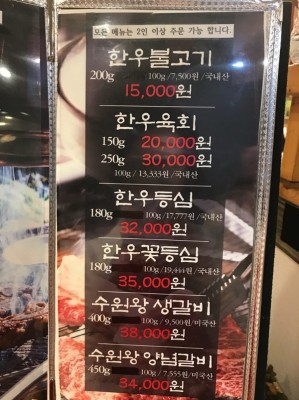 모든 메뉴는 2인 이상 주문 가능 합니다.
한우불고기
200g 100g /7,500원 /국내산
15,000원
한우육회
150g 20,000원
250g 30,000원
100g / 13,333원 /국내산
한우등심
180g 100g /17,777원 /국내산
32,000원
한우꽃등심
180g 100g /19,444원 /국내산
35,000원
수원왕 생갈비
400g 100g / 9,500원 /미국산
38,000원
수원왕 양념갈비
450g 100g / 7,555원/미국산
34,000원